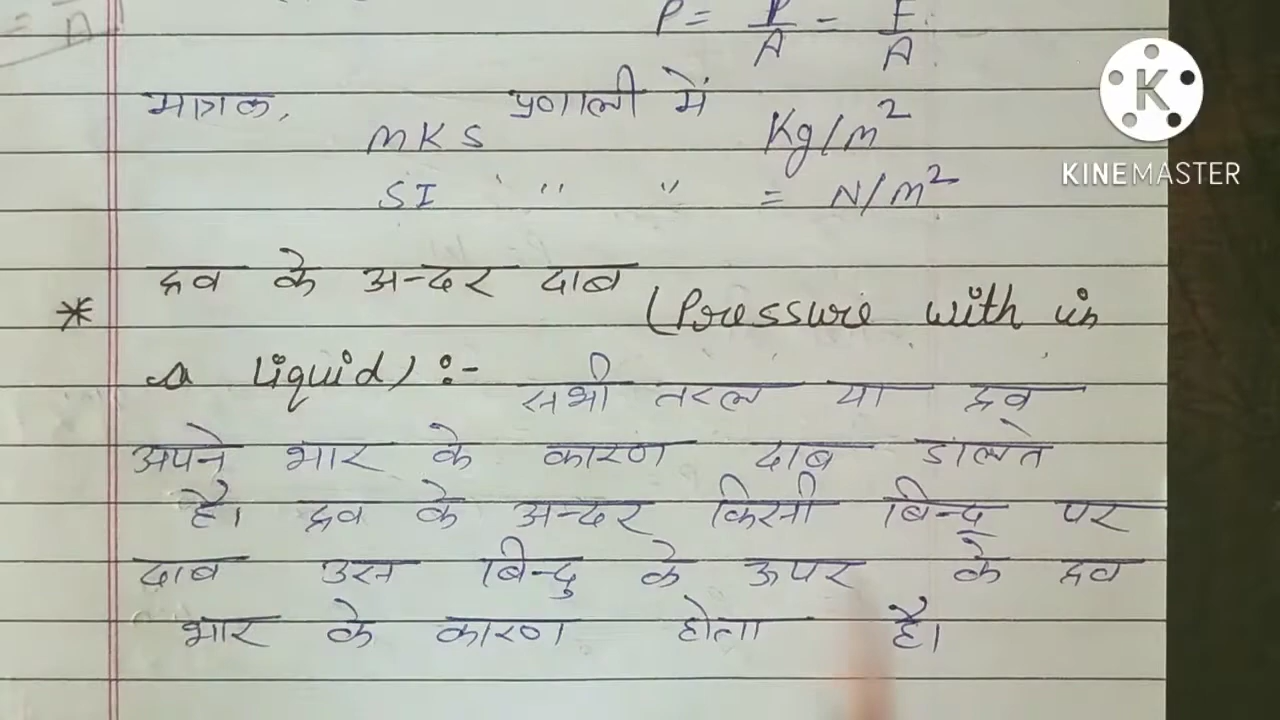 P = P/A = F/A
मात्रक, प्रणाली में
MKS Kg/m²
SI " " = N/m²
द्रव के अन्दर दाब
* (Pressure with in
a Liquid) :-
सभी तरल या द्रव
अपने भार के कारण दाब डालते
है। द्रव के अन्दर किसी बिन्दु पर
दाब उस बिन्दु के ऊपर के द्रव
भार के कारण होता है।
K
KINEMASTER